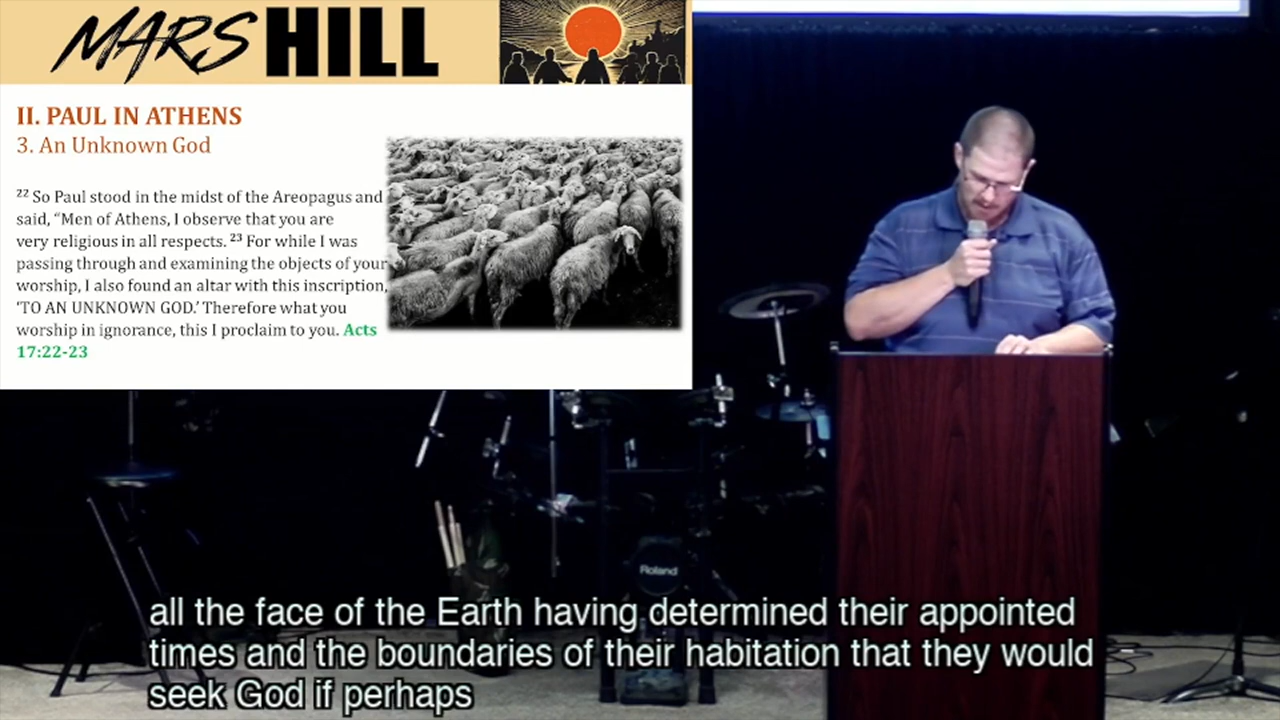 MARS HILL
II. PAUL IN ATHENS
3. An Unknown God
22 So Paul stood in the midst of the Areopagus and
said, “Men of Athens, I observe that you are
very religious in all respects. 23 For while I was
passing through and examining the objects of your
worship, I also found an altar with this inscription,
‘TO AN UNKNOWN GOD.’ Therefore what you
worship in ignorance, this I proclaim to you. Acts
17:22-23
Roland
all the face of the Earth having determined their appointed
times and the boundaries of their habitation that they would
seek God if perhaps